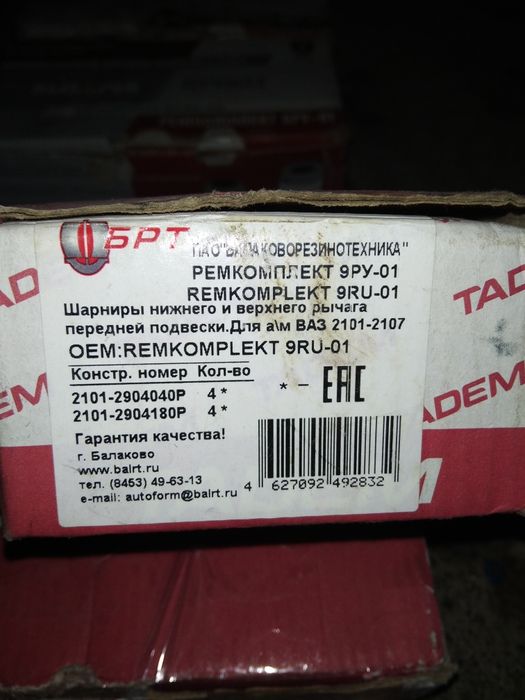 БРТ
ПАО"БАЛАКОВОРЕЗИНОТЕХНИКА"
РЕМКОМПЛЕКТ 9РУ-01
REMKOMPLEKT 9RU-01
Шарниры нижнего и верхнего рычага
передней подвески.Для а\м ВАЗ 2101-2107
OEM:REMKOMPLEKT 9RU-01
Констр. номер Кол-во
2101-2904040Р 4 *
2101-2904180Р 4 *
* - EAC
Гарантия качества!
г. Балаково
www.balrt.ru
тел. (8453) 49-63-13
e-mail: autoform@balrt.ru
4 627092 492832
TADEM
TADEM